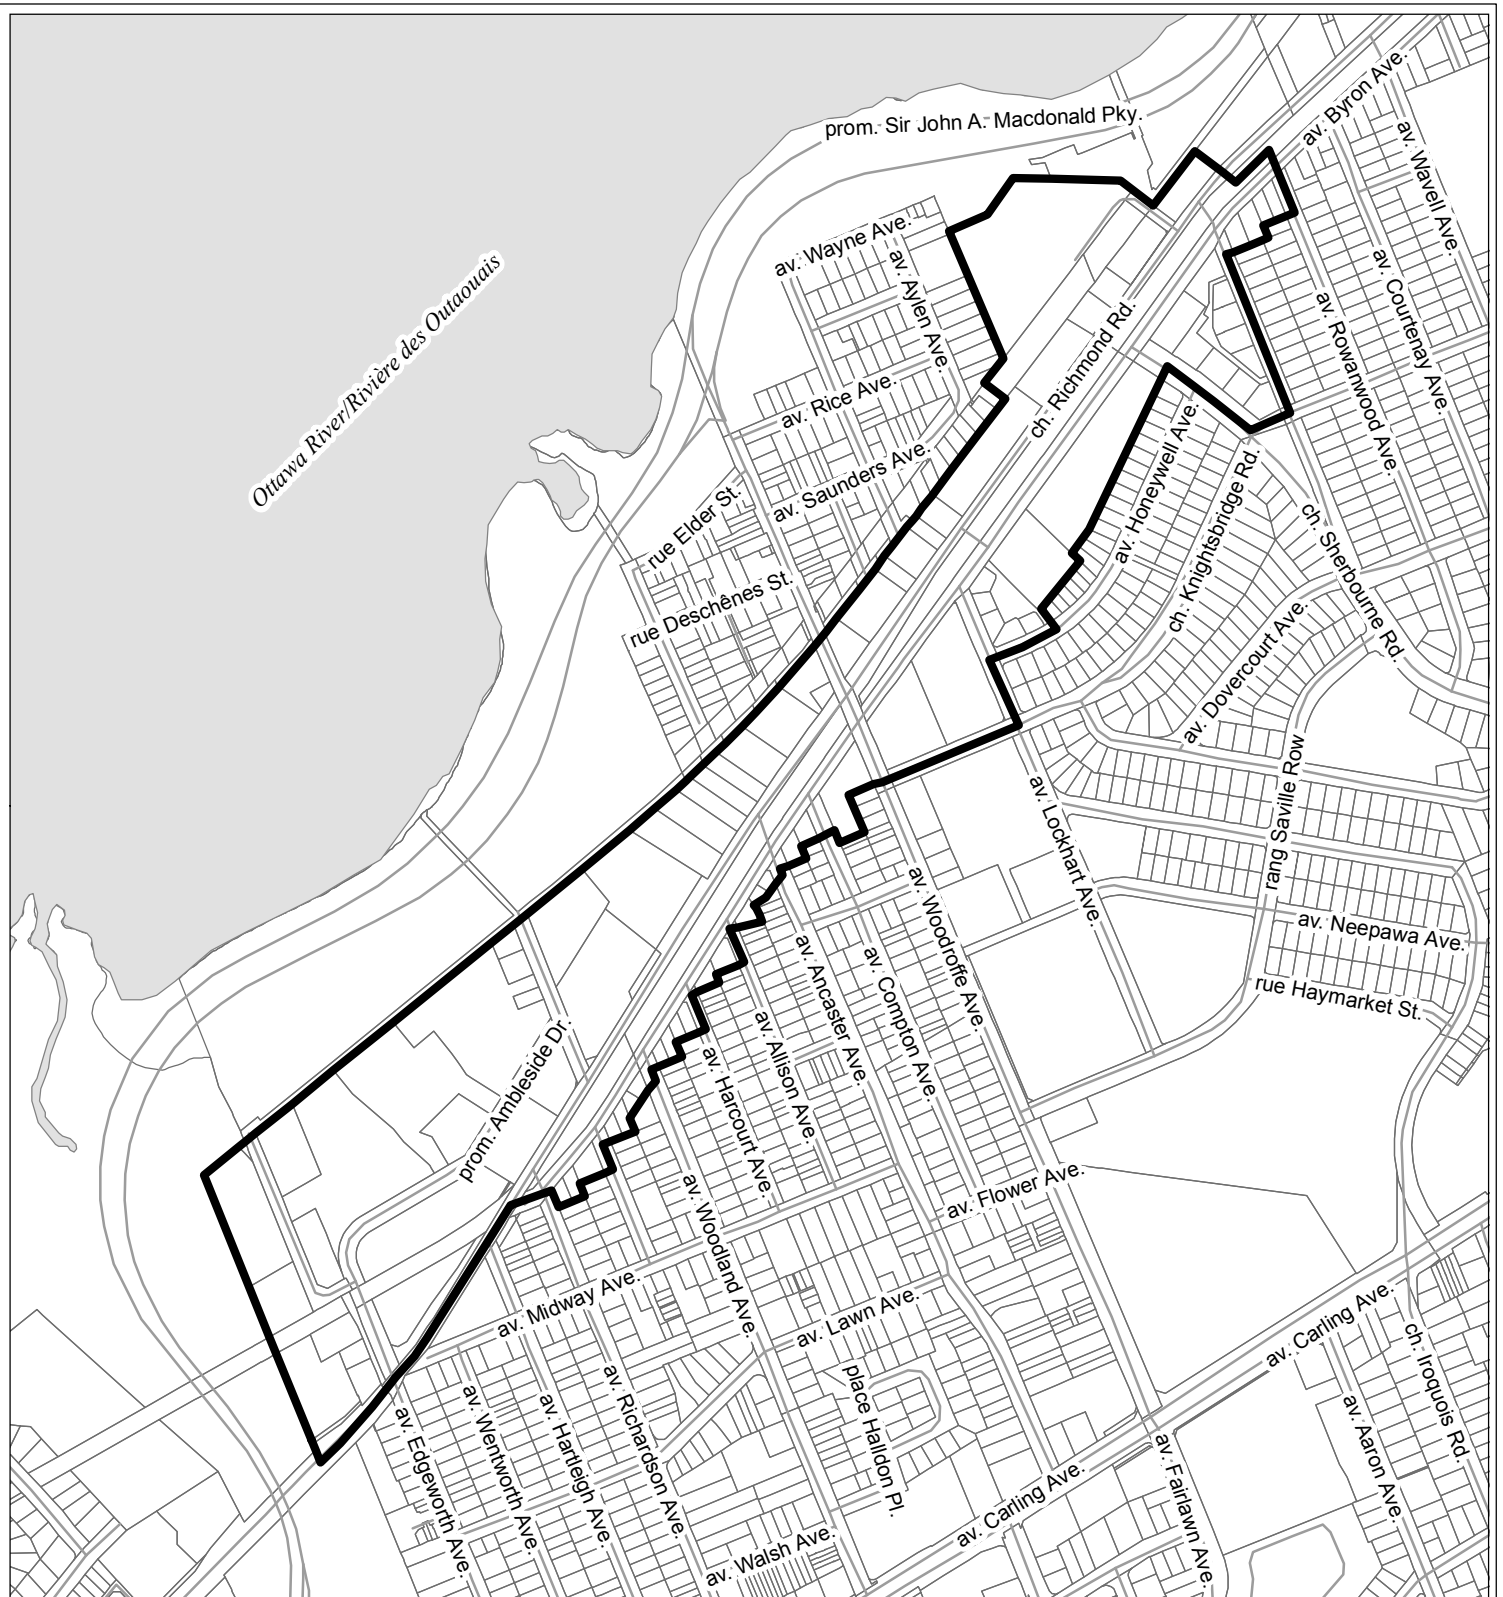 prom. Sir John A. Macdonald Pky.
av. Byron Ave.
av. Wavell Ave.
av. Wayne Ave.
av. Aylen Ave.
av. Courtenay Ave.
Ottawa River/Rivière des Outaouais
av. Rowanwood Ave.
ch. Richmond Rd.
av. Rice Ave.
av. Honeywell Ave.
av. Saunders Ave.
ch. Knightsbridge Rd.
rue Elder St.
ch. Sherbourne Rd.
rue Deschênes St.
av. Dovercourt Ave.
rang Saville Row
av. Lockhart Ave.
av. Woodroffe Ave.
av. Neepawa Ave.
av. Ancaster Ave.
av. Compton Ave.
rue Haymarket St.
av. Allison Ave.
prom. Ambleside Dr.
av. Harcourt Ave.
av. Flower Ave.
av. Woodland Ave.
av. Midway Ave.
av. Lawn Ave.
av. Carling Ave.
ch. Iroquois Rd.
place Halldon Pl.
av. Richardson Ave.
av. Wentworth Ave.
av. Hartleigh Ave.
av. Edgeworth Ave.
av. Aaron Ave.
av. Fairlawn Ave.
av. Carling Ave.
av. Walsh Ave.